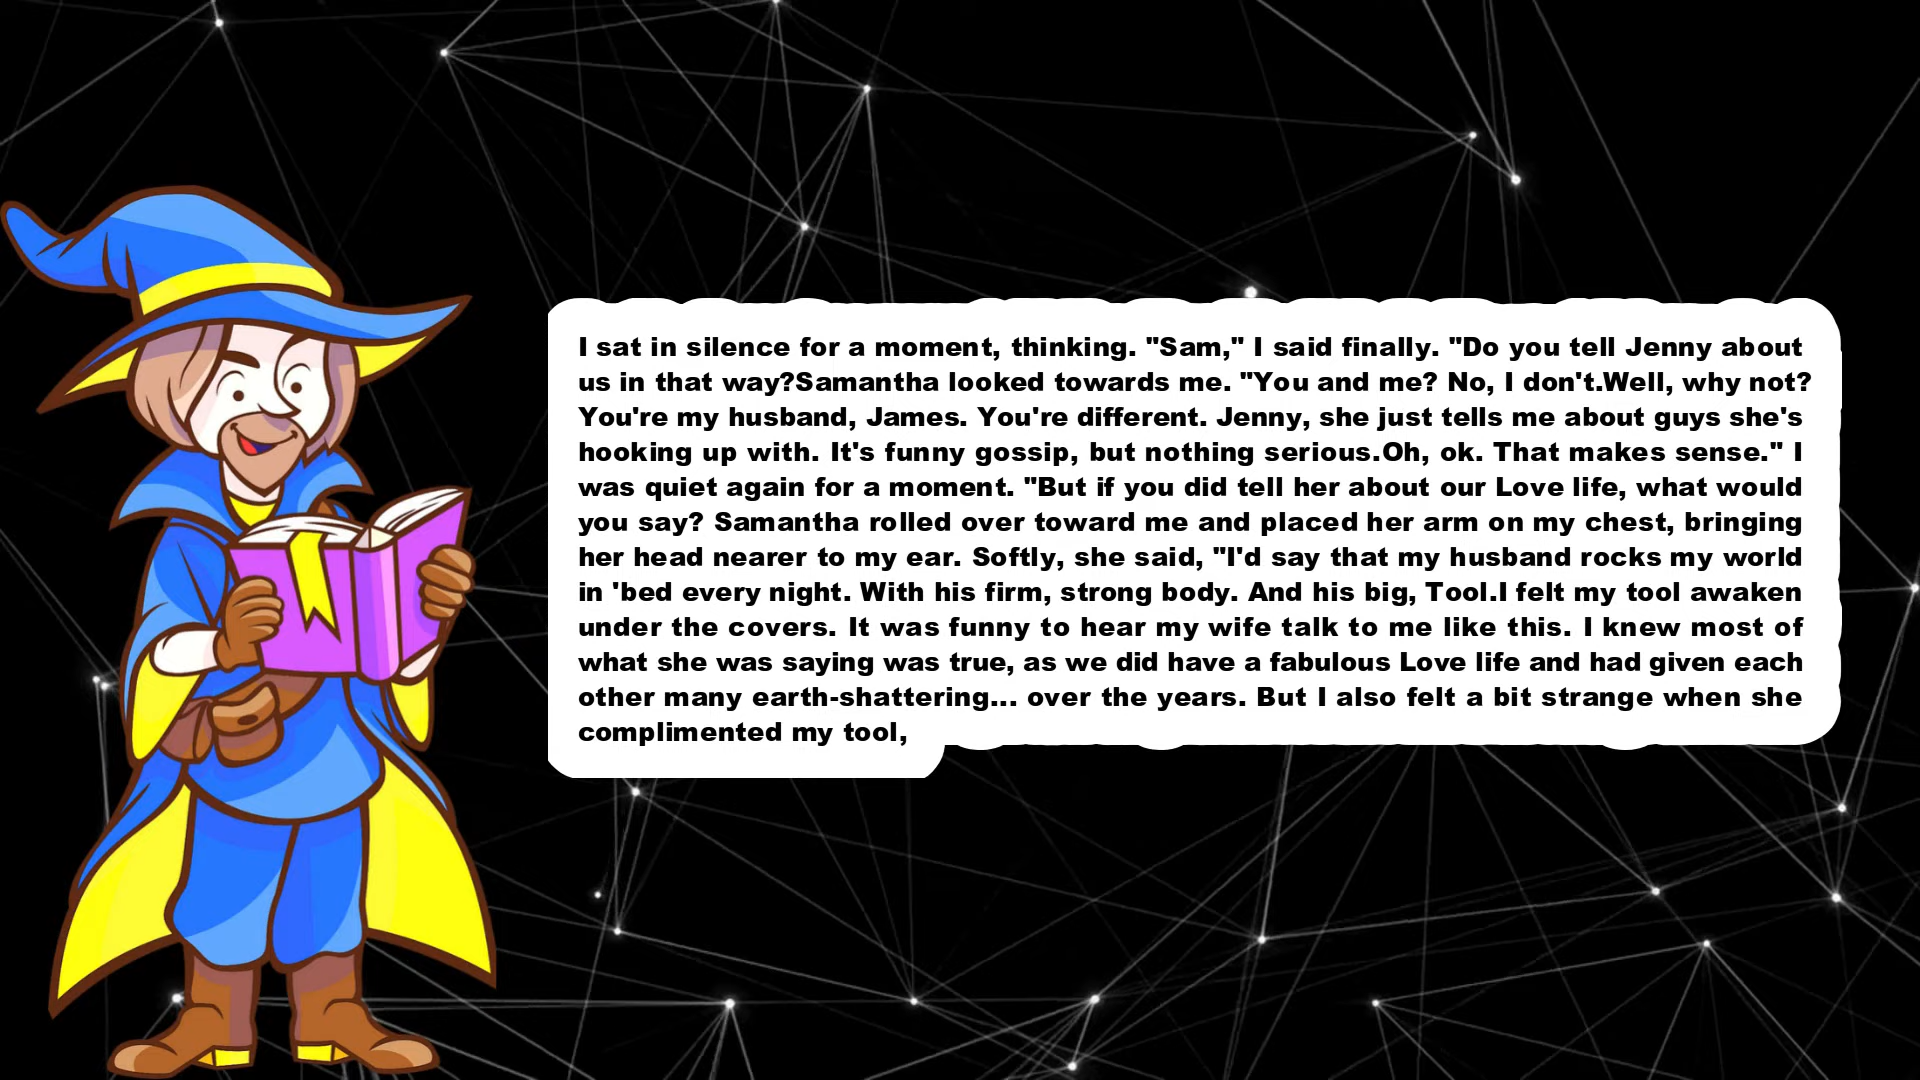 I sat in silence for a moment, thinking. "Sam," I said finally. "Do you tell Jenny about
us in that way?Samantha looked towards me. "You and me? No, I don't.Well, why not?
You're my husband, James. You're different. Jenny, she just tells me about guys she's
hooking up with. It's funny gossip, but nothing serious.Oh, ok. That makes sense." I
was quiet again for a moment. "But if you did tell her about our Love life, what would
you say? Samantha rolled over toward me and placed her arm on my chest, bringing
her head nearer to my ear. Softly, she said, "I'd say that my husband rocks my world
in 'bed every night. With his firm, strong body. And his big, Tool.I felt my tool awaken
under the covers. It was funny to hear my wife talk to me like this. I knew most of
what she was saying was true, as we did have a fabulous Love life and had given each
other many earth-shattering... over the years. But I also felt a bit strange when she
complimented my tool,